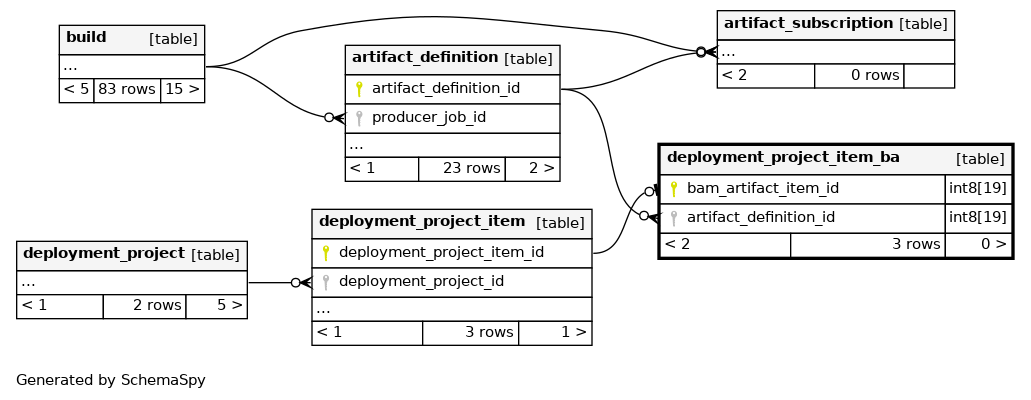 build [table]
...
< 5 83 rows 15 >
artifact_definition [table]
artifact_definition_id
producer_job_id
...
< 1 23 rows 2 >
artifact_subscription [table]
...
< 2 0 rows
deployment_project_item_ba [table]
bam_artifact_item_id int8[19]
artifact_definition_id int8[19]
< 2 3 rows 0 >
deployment_project_item [table]
deployment_project_item_id
deployment_project_id
...
< 1 3 rows 1 >
deployment_project [table]
...
< 1 2 rows 5 >
Generated by SchemaSpy